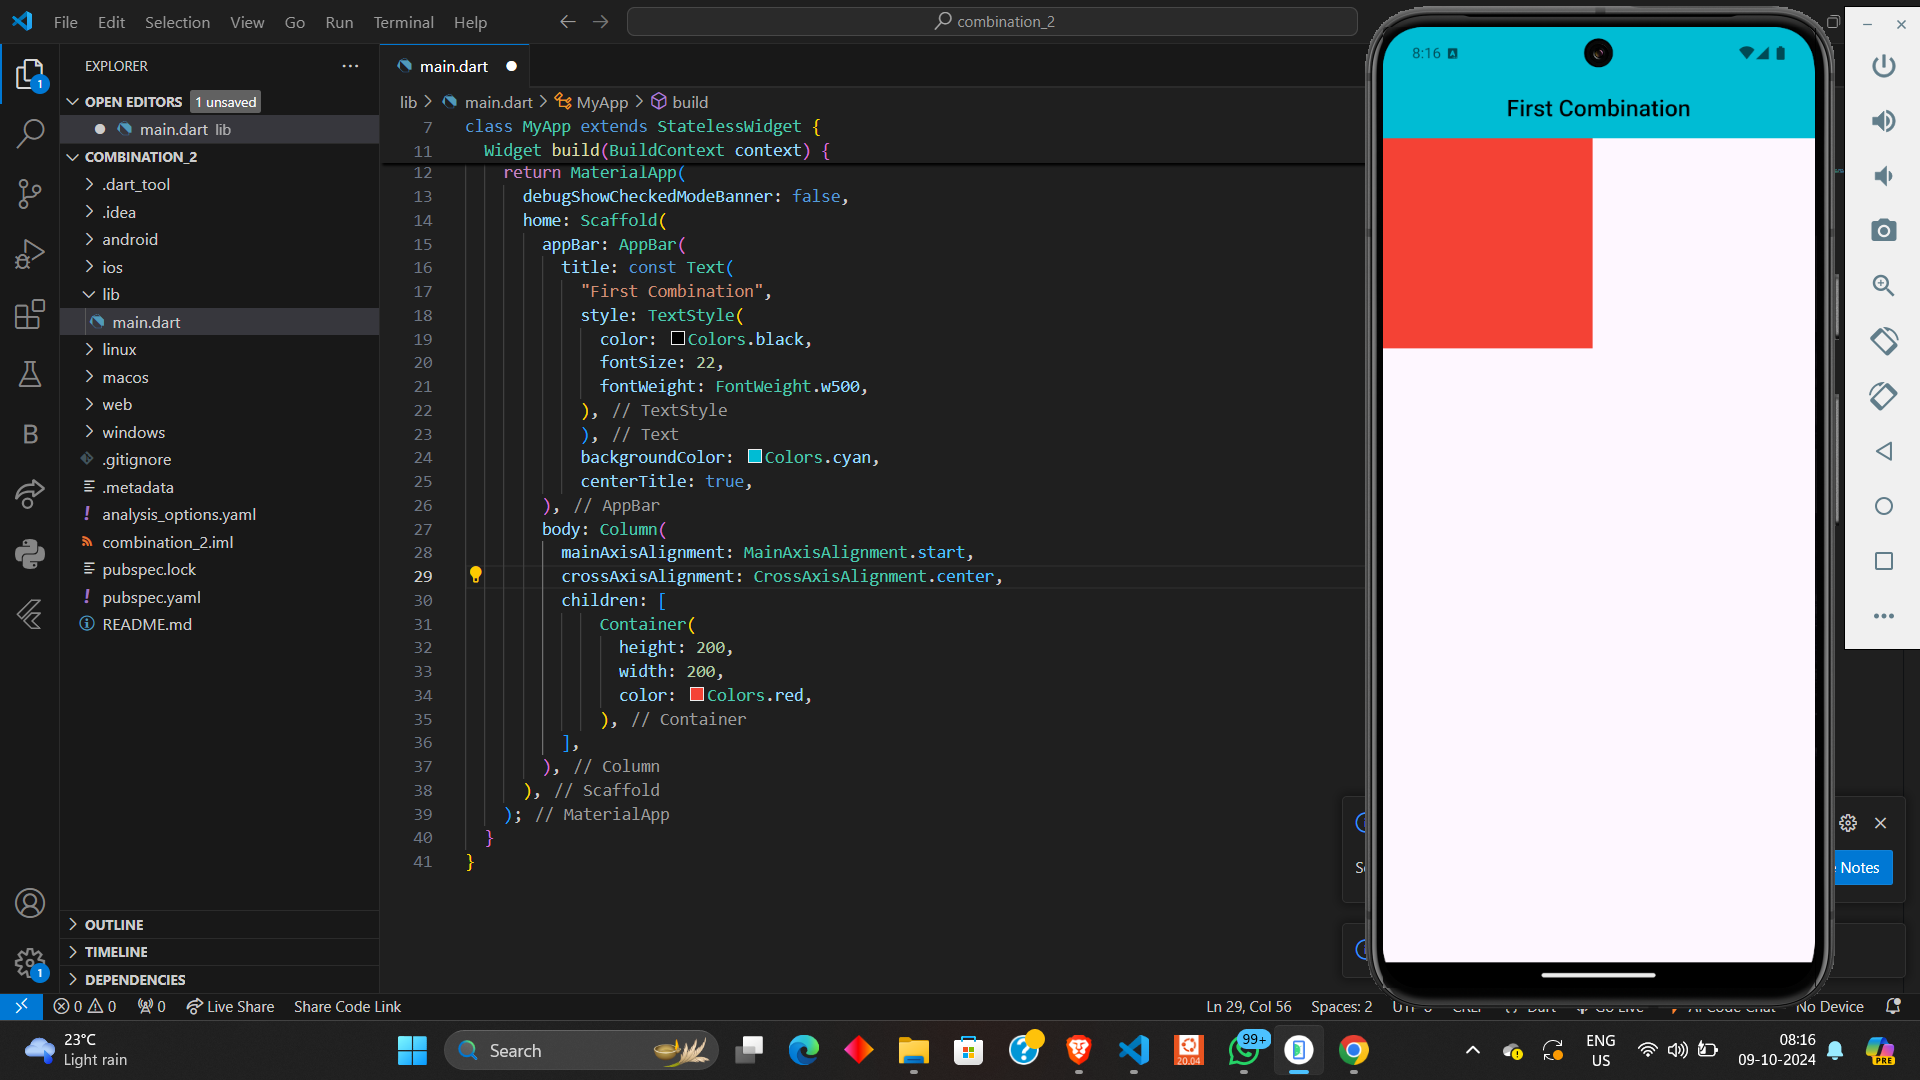 File Edit Selection View Go Run Terminal Help
combination_2
EXPLORER
OPEN EDITORS 1 unsaved
main.dart lib
COMBINATION_2
.dart_tool
.idea
android
ios
lib
main.dart
linux
macos
web
windows
.gitignore
.metadata
analysis_options.yaml
combination_2.iml
pubspec.lock
pubspec.yaml
README.md
OUTLINE
TIMELINE
DEPENDENCIES
main.dart
lib > main.dart > MyApp > build
7 class MyApp extends StatelessWidget {
11 Widget build(BuildContext context) {
12 return MaterialApp(
13 debugShowCheckedModeBanner: false,
14 home: Scaffold(
15 appBar: AppBar(
16 title: const Text(
17 "First Combination",
18 style: TextStyle(
19 color: Colors.black,
20 fontSize: 22,
21 fontWeight: FontWeight.w500,
22 ), // TextStyle
23 ), // Text
24 backgroundColor: Colors.cyan,
25 centerTitle: true,
26 ), // AppBar
27 body: Column(
28 mainAxisAlignment: MainAxisAlignment.start,
29 crossAxisAlignment: CrossAxisAlignment.center,
30 children: [
31 Container(
32 height: 200,
33 width: 200,
34 color: Colors.red,
35 ), // Container
36 ],
37 ), // Column
38 ), // Scaffold
39 ); // MaterialApp
40 }
41 }
8:16
First Combination
Notes
0 0 0 Live Share Share Code Link
Ln 29, Col 56 Spaces: 2 No Device
23°C
Light rain
Search
20.04
99+
ENG
US
08:16
09-10-2024
PRE